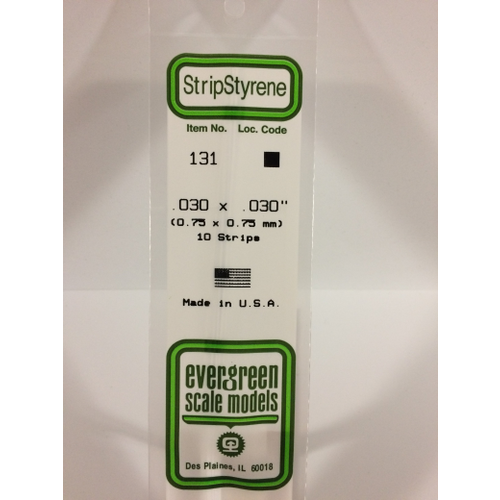 StripStyrene
Item No. Loc. Code
131
.030 x .030"
(0.75 x 0.75 mm)
10 Strips
Made in U.S.A.
evergreen
scale models
Des Plaines, IL 60018